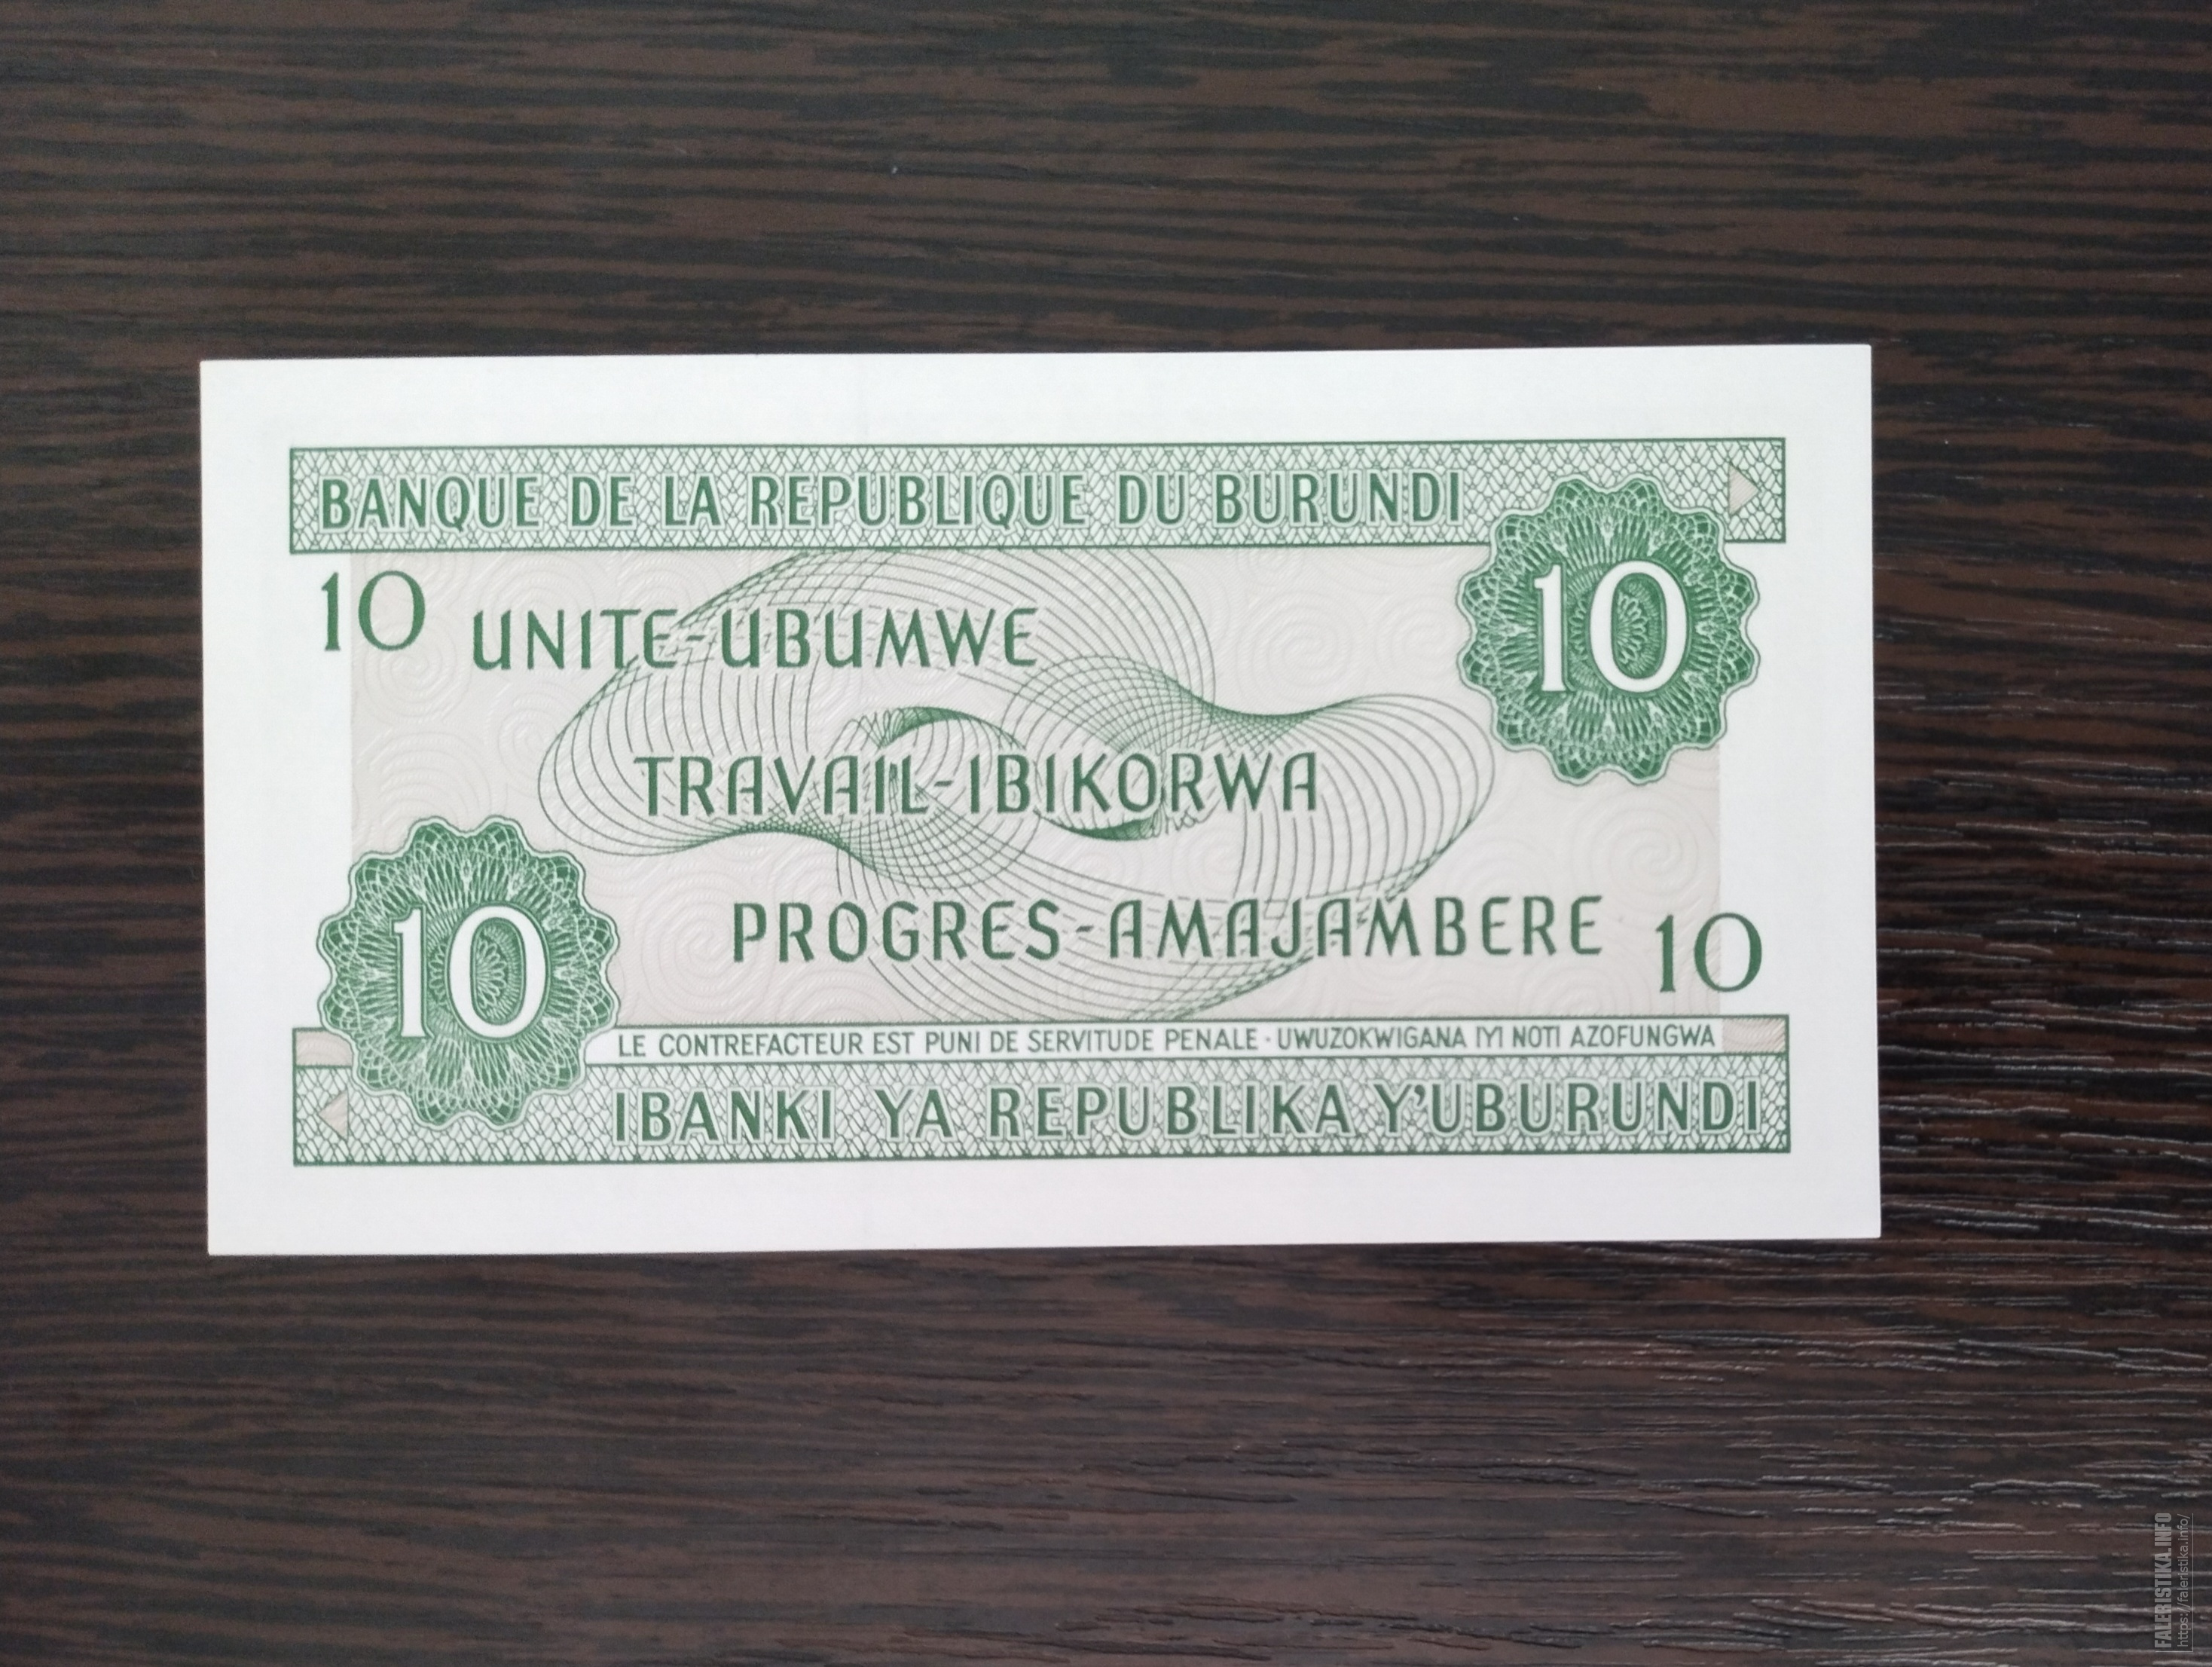 BANQUE DE LA REPUBLIQUE DU BURUNDI
10
10
UNITE-UBUMWE
TRAVAIL-IBIKORWA
PROGRES-AMAJAMBERE
10
10
LE CONTREFACTEUR EST PUNI DE SERVITUDE PENALE · UWUZOKWIGANA IYI NOTI AZOFUNGWA
IBANKI YA REPUBLIKA Y'UBURUNDI
FALERISTIKA.INFO
https://faleristika.info/